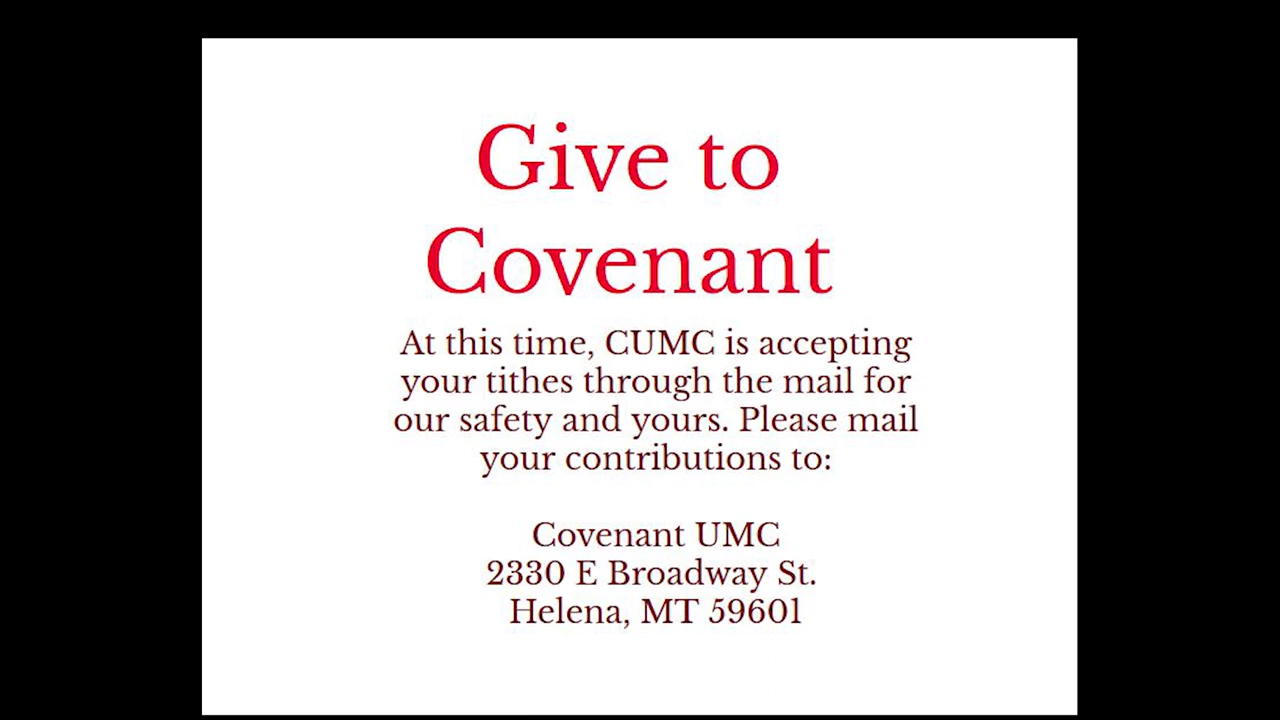 Give to
Covenant
At this time, CUMC is accepting
your tithes through the mail for
our safety and yours. Please mail
your contributions to:
Covenant UMC
2330 E Broadway St.
Helena, MT 59601